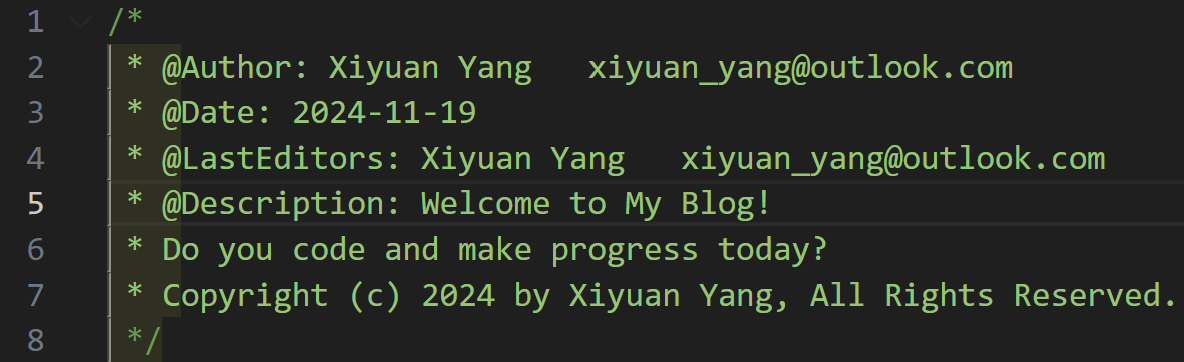 1 /*
2 * @Author: Xiyuan Yang   xiyuan_yang@outlook.com
3 * @Date: 2024-11-19
4 * @LastEditors: Xiyuan Yang   xiyuan_yang@outlook.com
5 * @Description: Welcome to My Blog!
6 * Do you code and make progress today?
7 * Copyright (c) 2024 by Xiyuan Yang, All Rights Reserved.
8 */